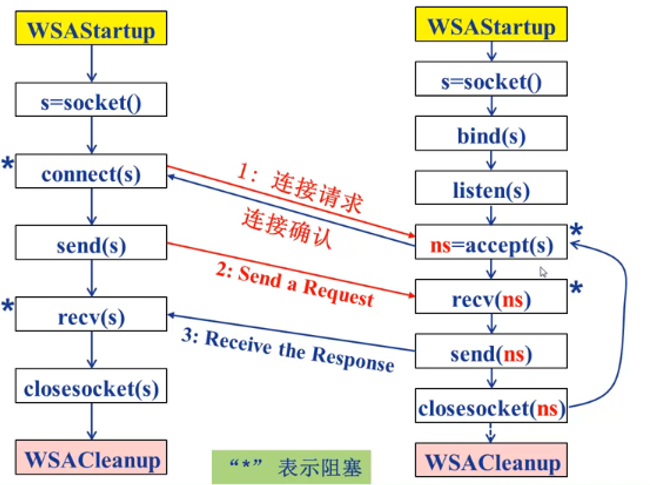 WSAStartup
s=socket()
*
connect(s)
send(s)
*
recv(s)
closesocket(s)
WSACleanup
1: 连接请求
连接确认
2: Send a Request
3: Receive the Response
WSAStartup
s=socket()
bind(s)
listen(s)
ns=accept(s)
*
recv(ns)
*
send(ns)
closesocket(ns)
WSACleanup
“*” 表示阻塞